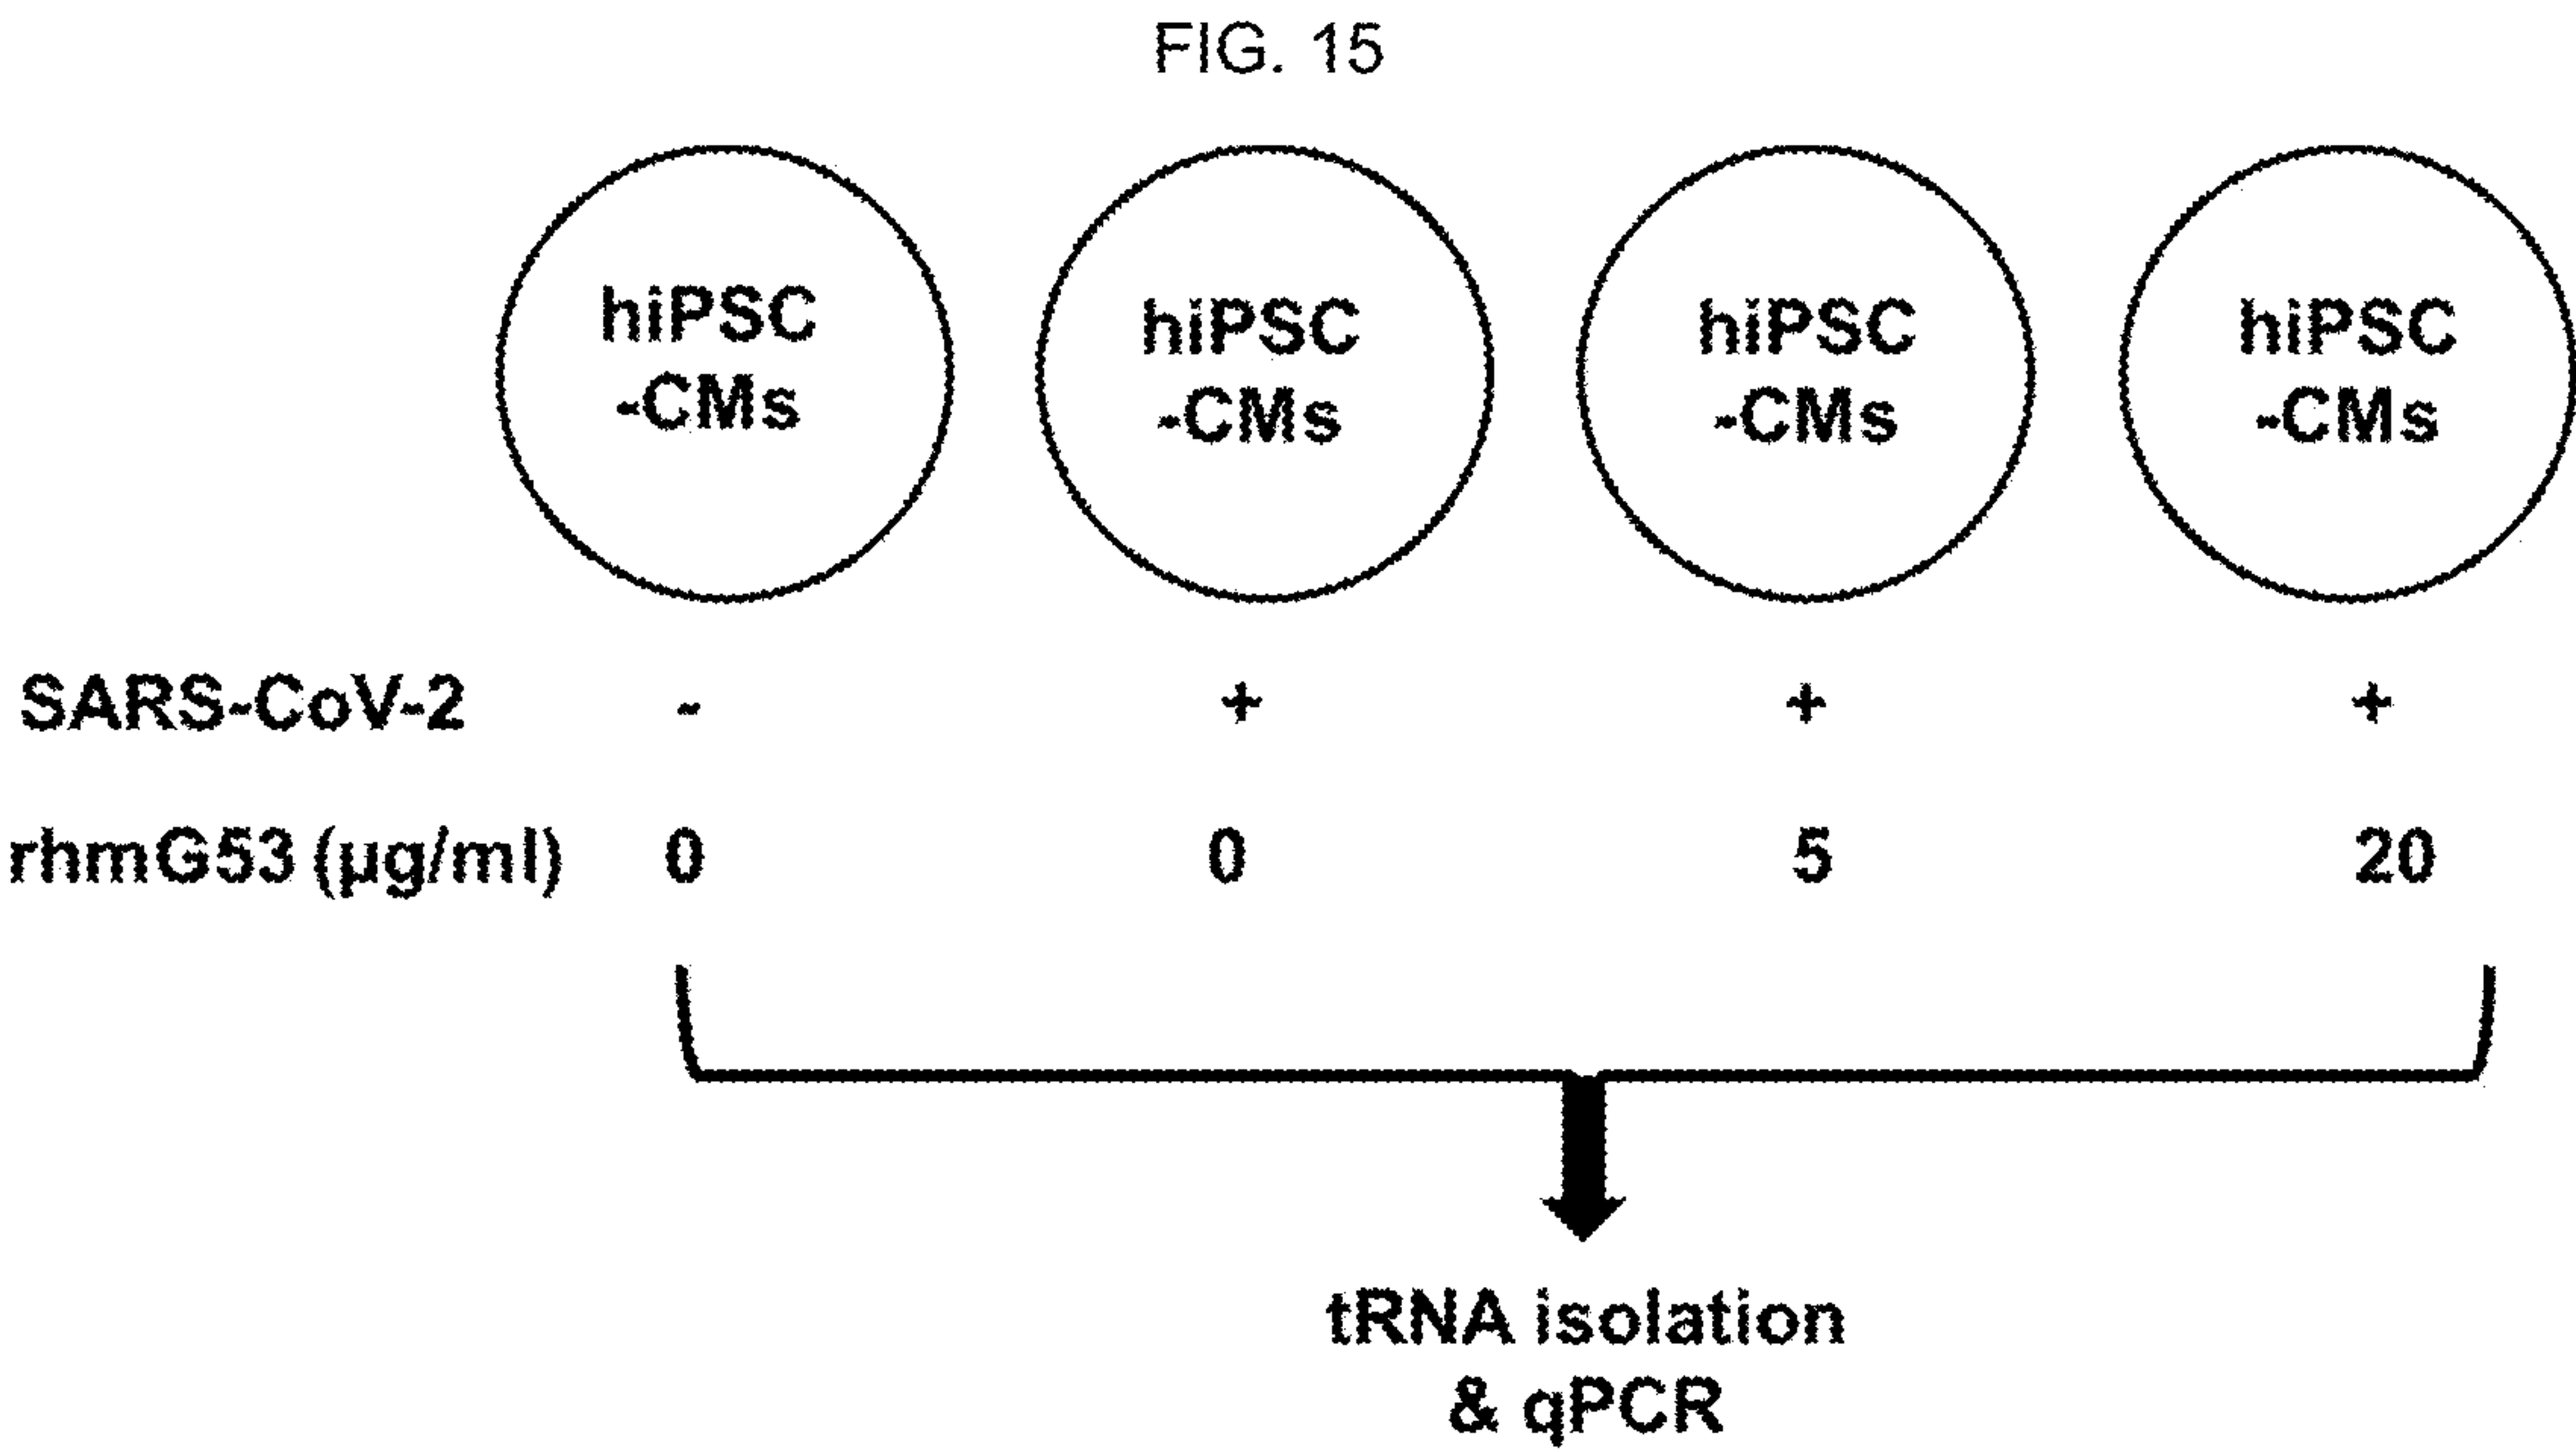 FIG. 15
hiPSC hiPSC hiPSC hiPSC
-CMs -CMs -CMs -CMs
SARS-CoV-2 - + + +
rhmG53 (µg/ml) 0 0 5 20
tRNA isolation
& qPCR